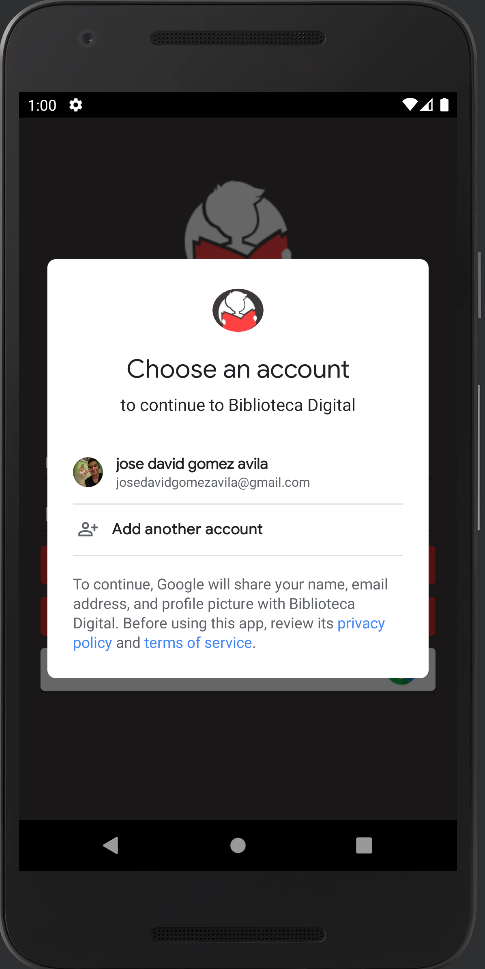 1:00
Choose an account
to continue to Biblioteca Digital
jose david gomez avila
josedavidgomezavila@gmail.com
Add another account
To continue, Google will share your name, email
address, and profile picture with Biblioteca
Digital. Before using this app, review its privacy
policy and terms of service.